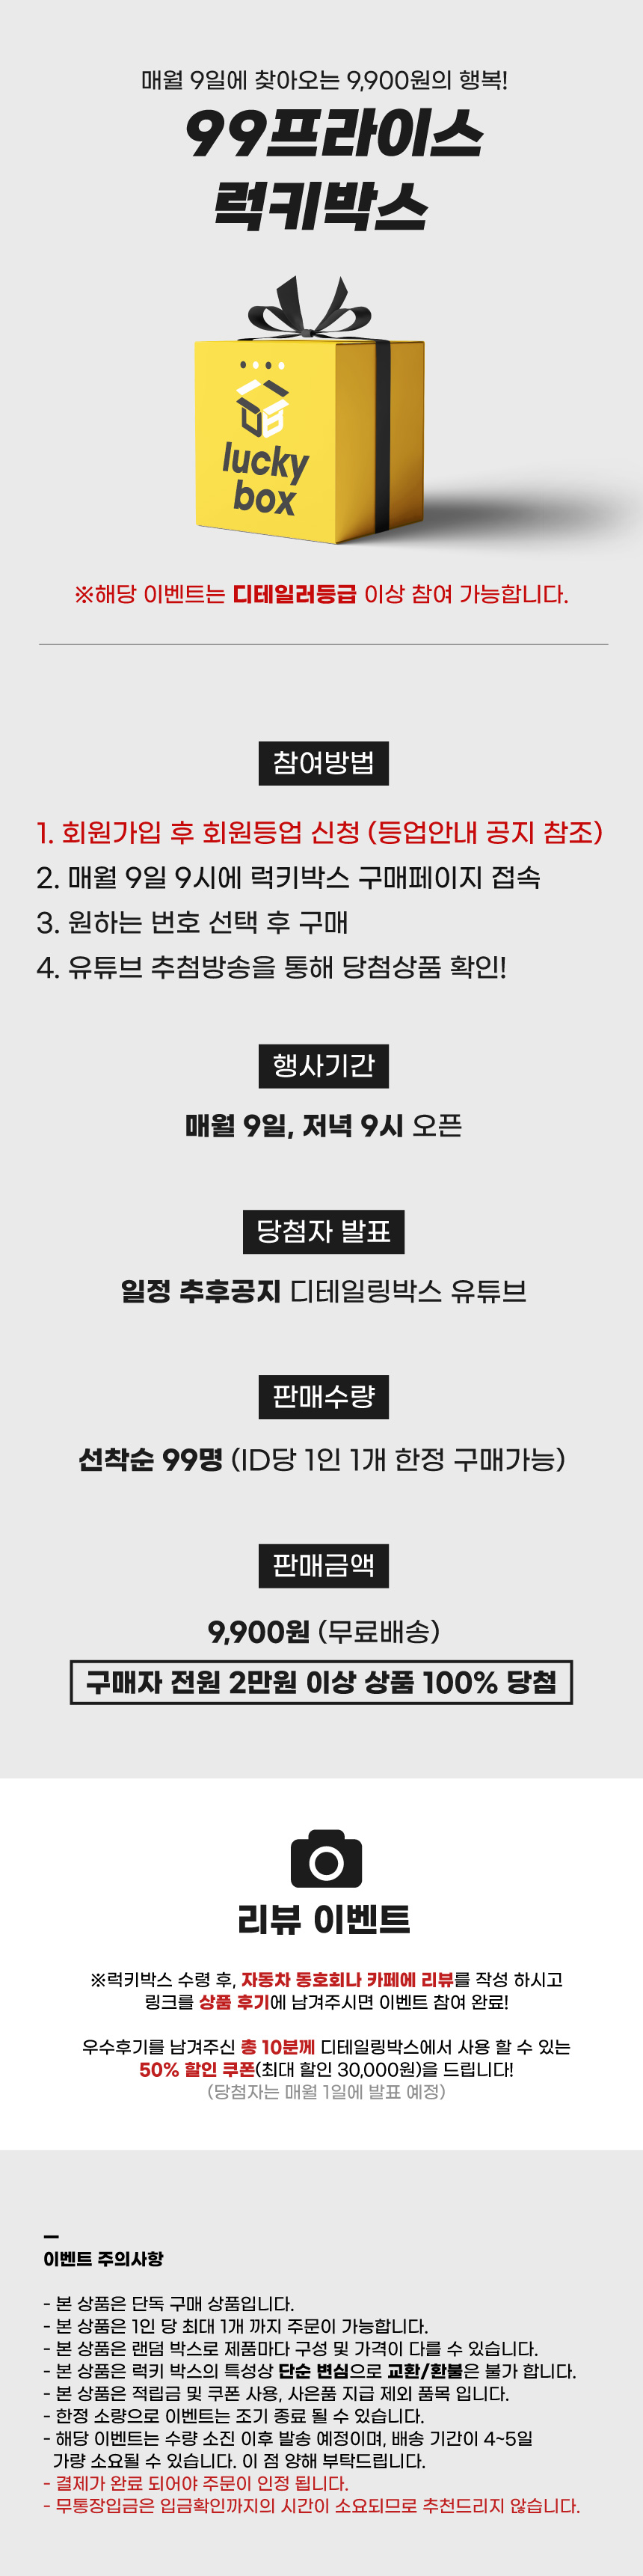 매월 9일에 찾아오는 9,900원의 행복!
99프라이스
럭키박스
lucky
box
※해당 이벤트는 디테일러등급 이상 참여 가능합니다.
참여방법
1. 회원가입 후 회원등업 신청 (등업안내 공지 참조)
2. 매월 9일 9시에 럭키박스 구매페이지 접속
3. 원하는 번호 선택 후 구매
4. 유튜브 추첨방송을 통해 당첨상품 확인!
행사기간
매월 9일, 저녁 9시 오픈
당첨자 발표
일정 추후공지 디테일링박스 유튜브
판매수량
선착순 99명 (ID당 1인 1개 한정 구매가능)
판매금액
9,900원 (무료배송)
구매자 전원 2만원 이상 상품 100% 당첨
리뷰 이벤트
※럭키박스 수령 후, 자동차 동호회나 카페에 리뷰를 작성 하시고
링크를 상품 후기에 남겨주시면 이벤트 참여 완료!
우수후기를 남겨주신 총 10분께 디테일링박스에서 사용 할 수 있는
50% 할인 쿠폰(최대 할인 30,000원)을 드립니다!
(당첨자는 매월 1일에 발표 예정)
이벤트 주의사항
- 본 상품은 단독 구매 상품입니다.
- 본 상품은 1인 당 최대 1개 까지 주문이 가능합니다.
- 본 상품은 랜덤 박스로 제품마다 구성 및 가격이 다를 수 있습니다.
- 본 상품은 럭키 박스의 특성상 단순 변심으로 교환/환불은 불가 합니다.
- 본 상품은 적립금 및 쿠폰 사용, 사은품 지급 제외 품목 입니다.
- 한정 소량으로 이벤트는 조기 종료 될 수 있습니다.
- 해당 이벤트는 수량 소진 이후 발송 예정이며, 배송 기간이 4~5일
가량 소요될 수 있습니다. 이 점 양해 부탁드립니다.
- 결제가 완료 되어야 주문이 인정 됩니다.
- 무통장입금은 입금확인까지의 시간이 소요되므로 추천드리지 않습니다.